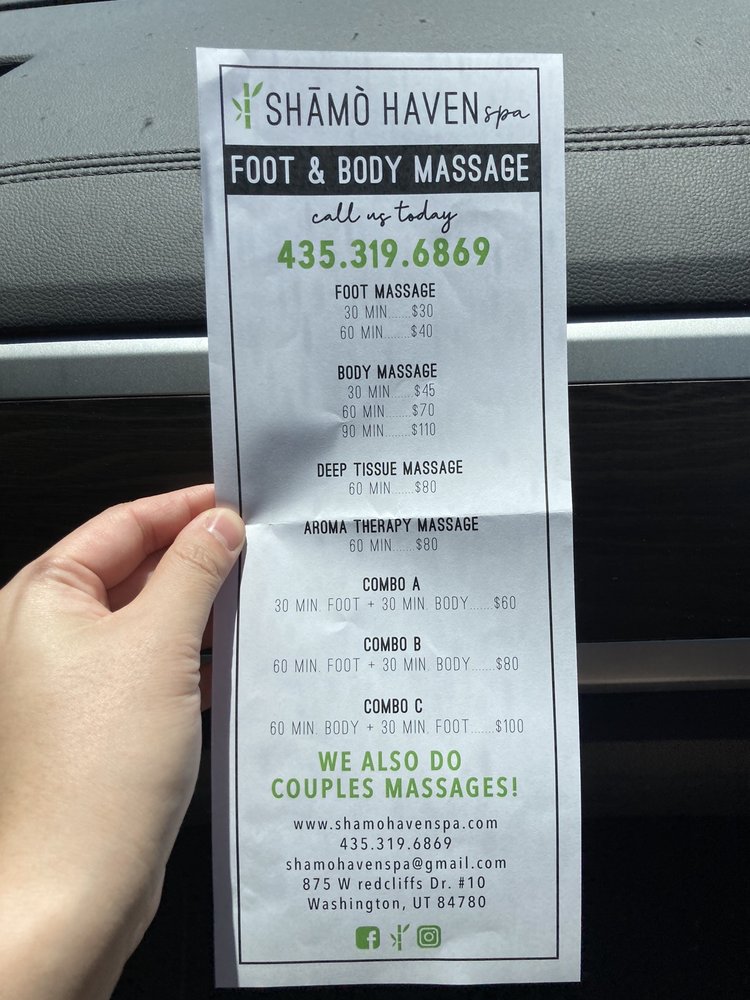 SHĀMÒ HAVEN spa
FOOT & BODY MASSAGE
call us today
435.319.6869
FOOT MASSAGE
30 MIN.......$30
60 MIN.......$40
BODY MASSAGE
30 MIN.......$45
60 MIN.......$70
90 MIN........$110
DEEP TISSUE MASSAGE
60 MIN.......$80
AROMA THERAPY MASSAGE
60 MIN......$80
COMBO A
30 MIN. FOOT + 30 MIN. BODY.......$60
COMBO B
60 MIN. FOOT + 30 MIN. BODY.......$80
COMBO C
60 MIN. BODY + 30 MIN. FOOT.......$100
WE ALSO DO
COUPLES MASSAGES!
www.shamohavenspa.com
435.319.6869
shamohavenspa@gmail.com
875 W redcliffs Dr. #10
Washington, UT 84780